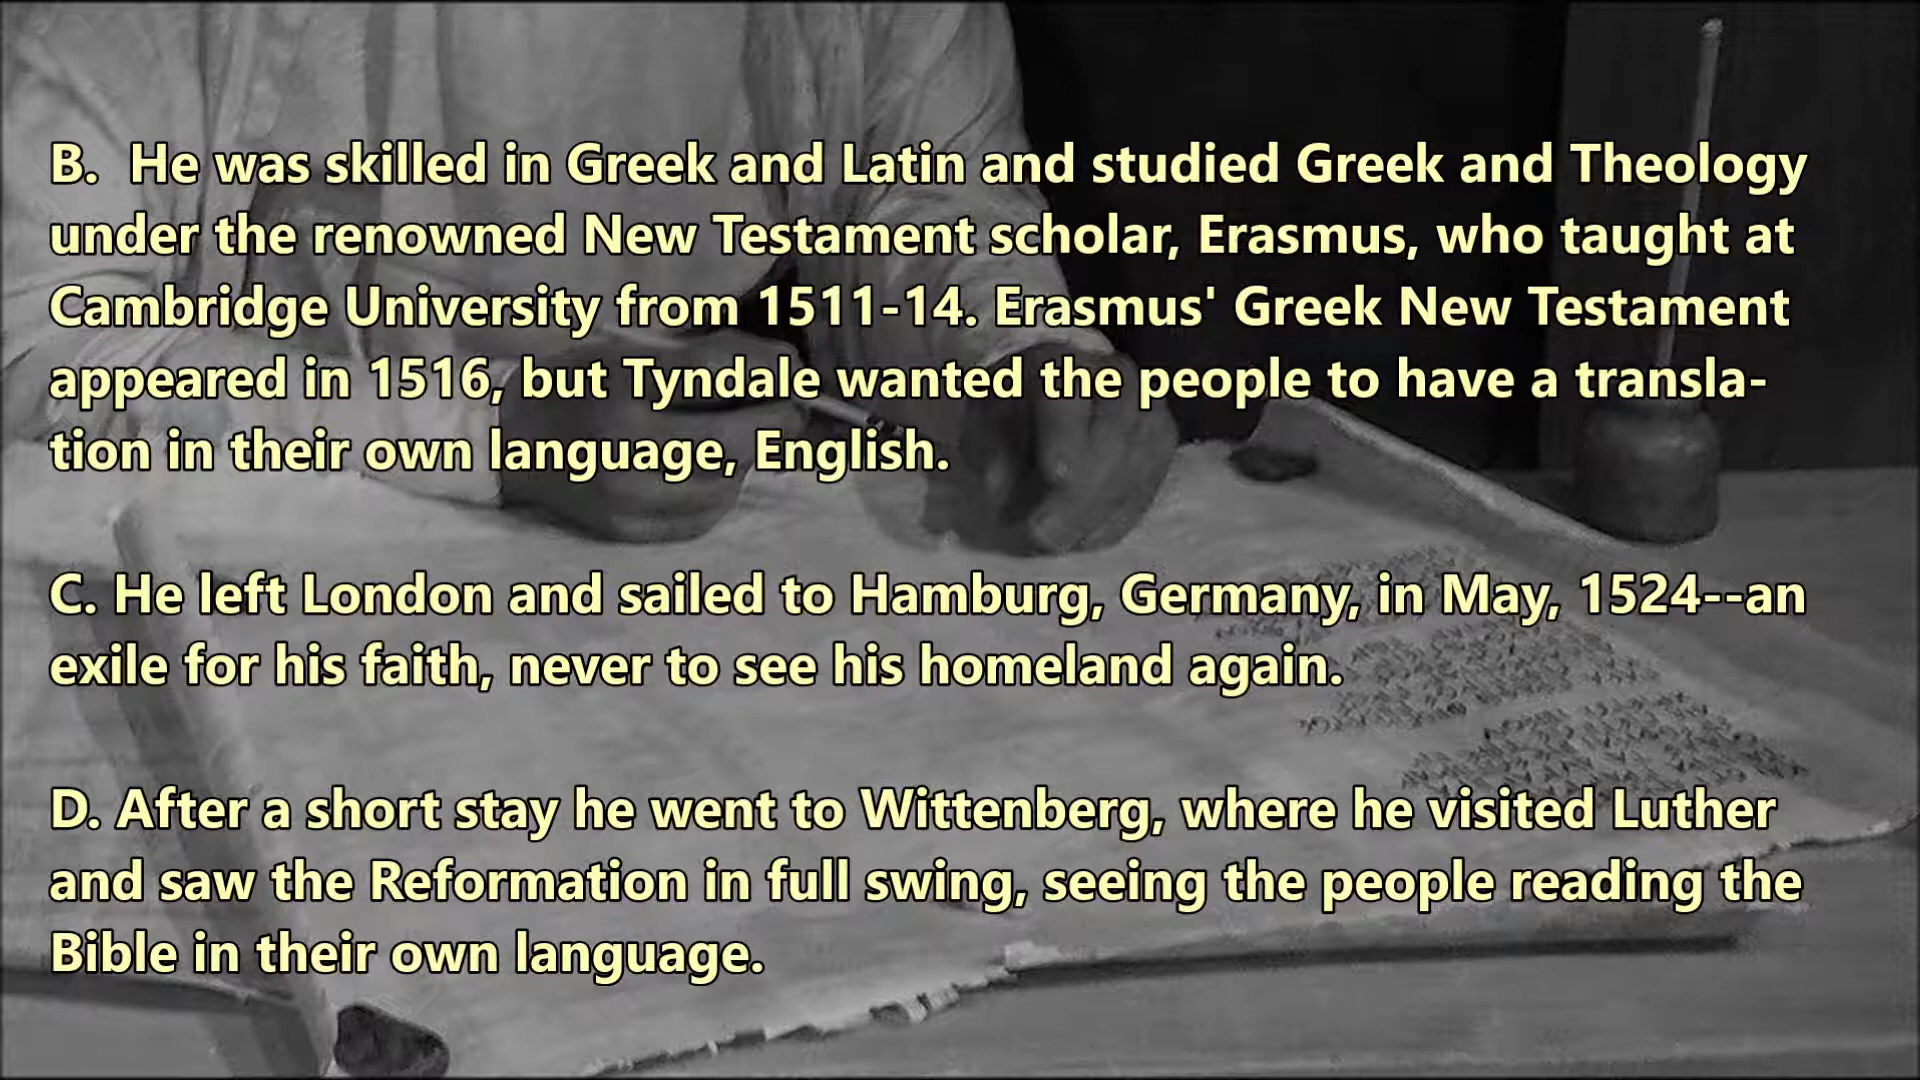 B.  He was skilled in Greek and Latin and studied Greek and Theology
under the renowned New Testament scholar, Erasmus, who taught at
Cambridge University from 1511-14. Erasmus' Greek New Testament
appeared in 1516, but Tyndale wanted the people to have a transla-
tion in their own language, English.
C. He left London and sailed to Hamburg, Germany, in May, 1524--an
exile for his faith, never to see his homeland again.
D. After a short stay he went to Wittenberg, where he visited Luther
and saw the Reformation in full swing, seeing the people reading the
Bible in their own language.